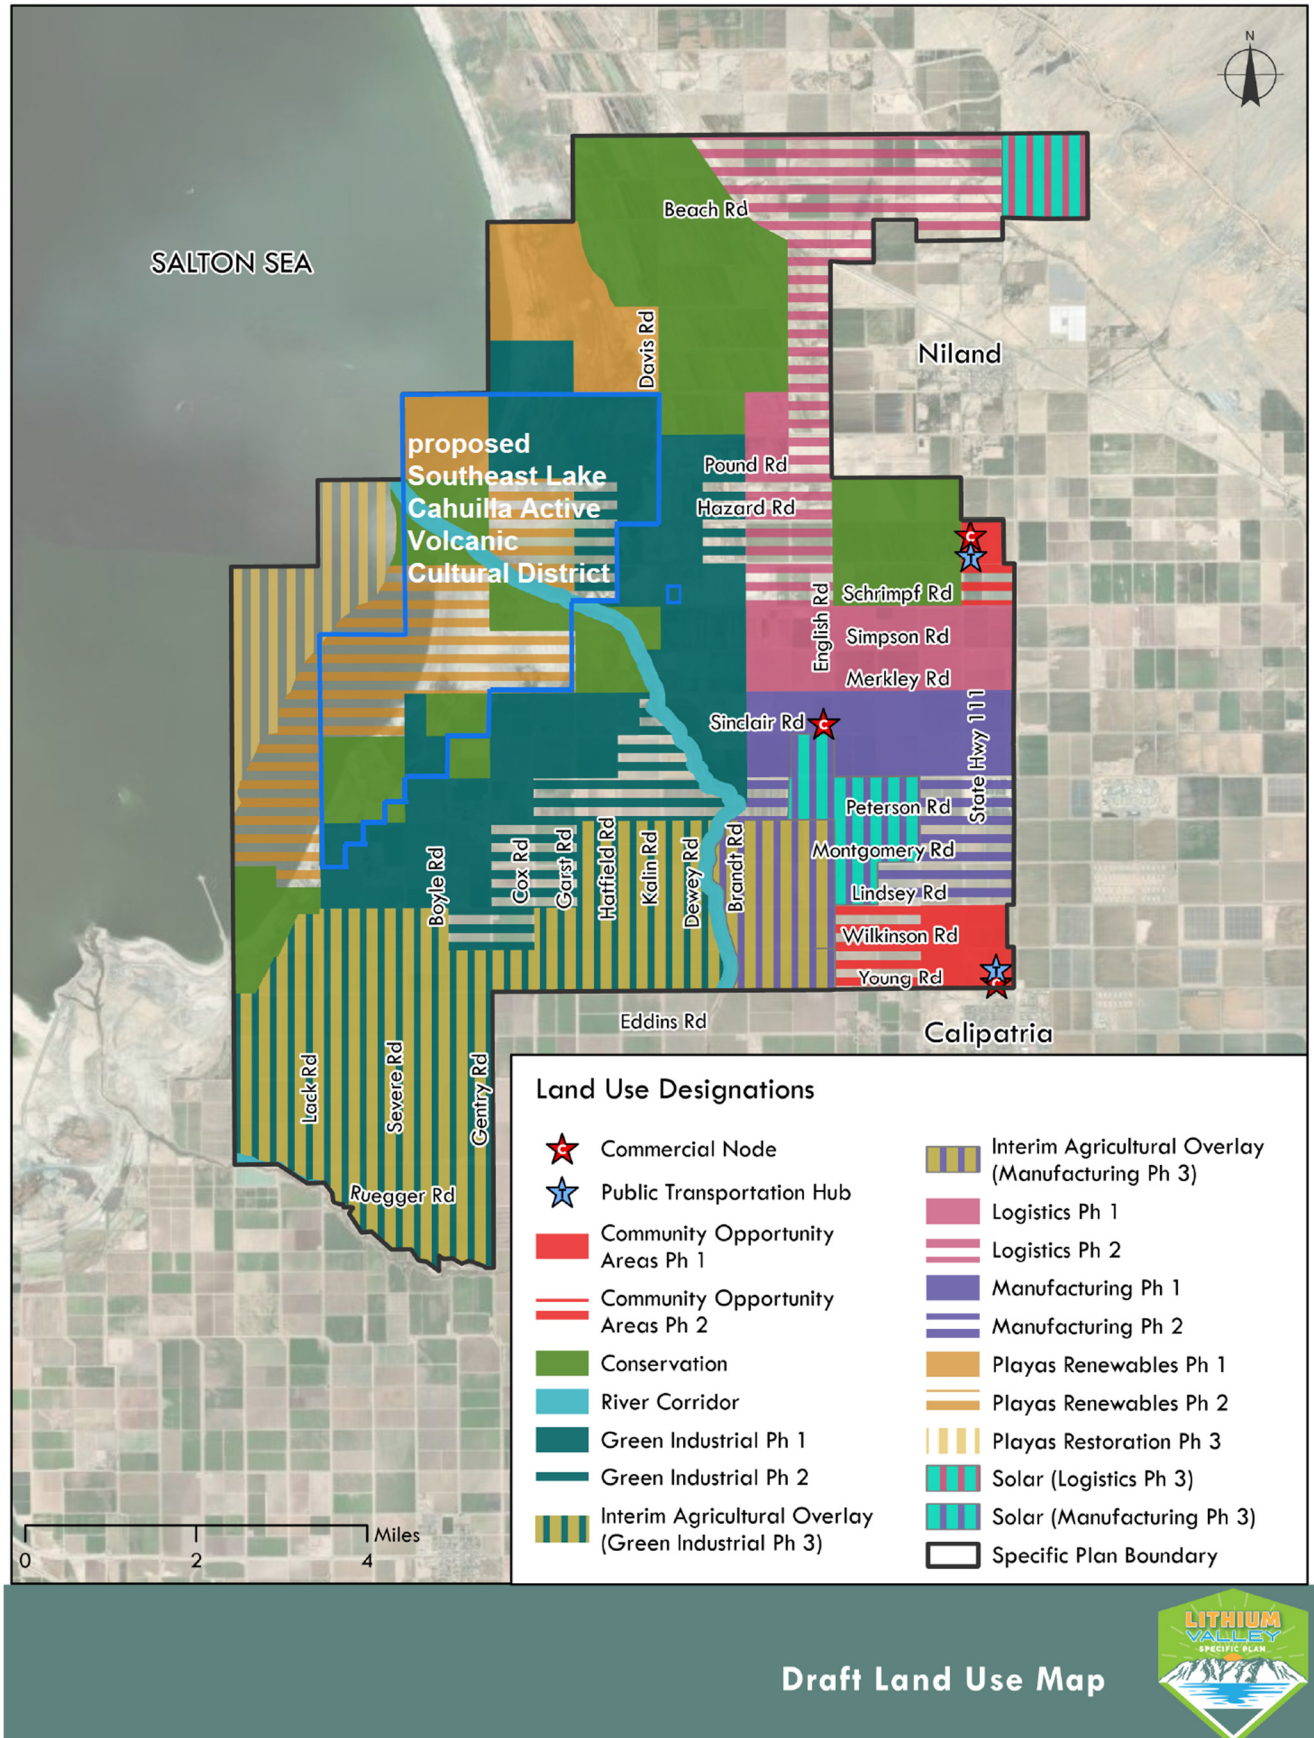 N
Beach Rd
SALTON SEA
Davis Rd
Niland
proposed
Southeast Lake
Cahuilla Active
Volcanic
Cultural District
Pound Rd
Hazard Rd
C
T
English Rd
Schrimpf Rd
Simpson Rd
Merkley Rd
Sinclair Rd
C
State Hwy 111
Peterson Rd
Montgomery Rd
Lindsey Rd
Boyle Rd
Cox Rd
Garst Rd
Hatfield Rd
Kalin Rd
Dewey Rd
Brandt Rd
Wilkinson Rd
Young Rd
T
C
Eddins Rd
Calipatria
Lack Rd
Severe Rd
Gentry Rd
Ruegger Rd
Land Use Designations
C Commercial Node
T Public Transportation Hub
Community Opportunity
Areas Ph 1
Community Opportunity
Areas Ph 2
Conservation
River Corridor
Green Industrial Ph 1
Green Industrial Ph 2
Interim Agricultural Overlay
(Green Industrial Ph 3)
Interim Agricultural Overlay
(Manufacturing Ph 3)
Logistics Ph 1
Logistics Ph 2
Manufacturing Ph 1
Manufacturing Ph 2
Playas Renewables Ph 1
Playas Renewables Ph 2
Playas Restoration Ph 3
Solar (Logistics Ph 3)
Solar (Manufacturing Ph 3)
Specific Plan Boundary
Miles
0 2 4
Draft Land Use Map
LITHIUM
VALLEY
SPECIFIC PLAN